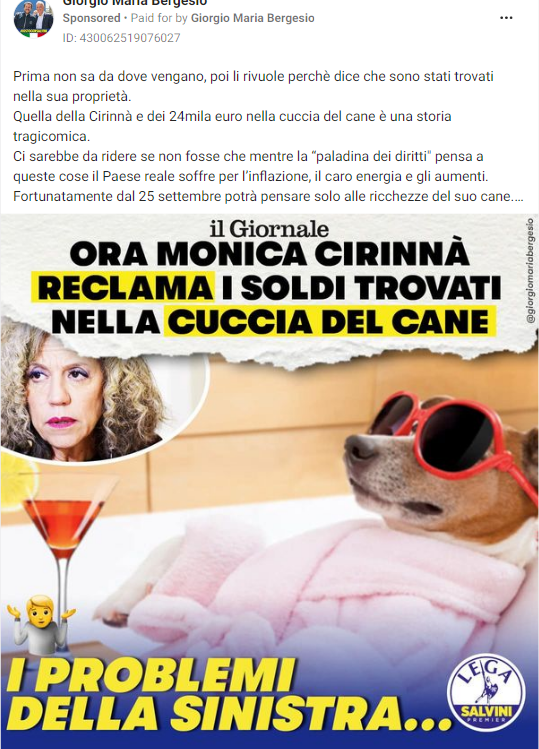 Giorgio Maria Bergesio
Sponsored • Paid for by Giorgio Maria Bergesio
ID: 430062519076027
Prima non sa da dove vengano, poi li rivuole perchè dice che sono stati trovati
nella sua proprietà.
Quella della Cirinnà e dei 24mila euro nella cuccia del cane è una storia
tragicomica.
Ci sarebbe da ridere se non fosse che mentre la “paladina dei diritti" pensa a
queste cose il Paese reale soffre per l’inflazione, il caro energia e gli aumenti.
Fortunatamente dal 25 settembre potrà pensare solo alle ricchezze del suo cane....
il Giornale
ORA MONICA CIRINNÀ
RECLAMA I SOLDI TROVATI
NELLA CUCCIA DEL CANE
@giorgiomariabergesio
I PROBLEMI
DELLA SINISTRA...
LEGA
SALVINI
PREMIER